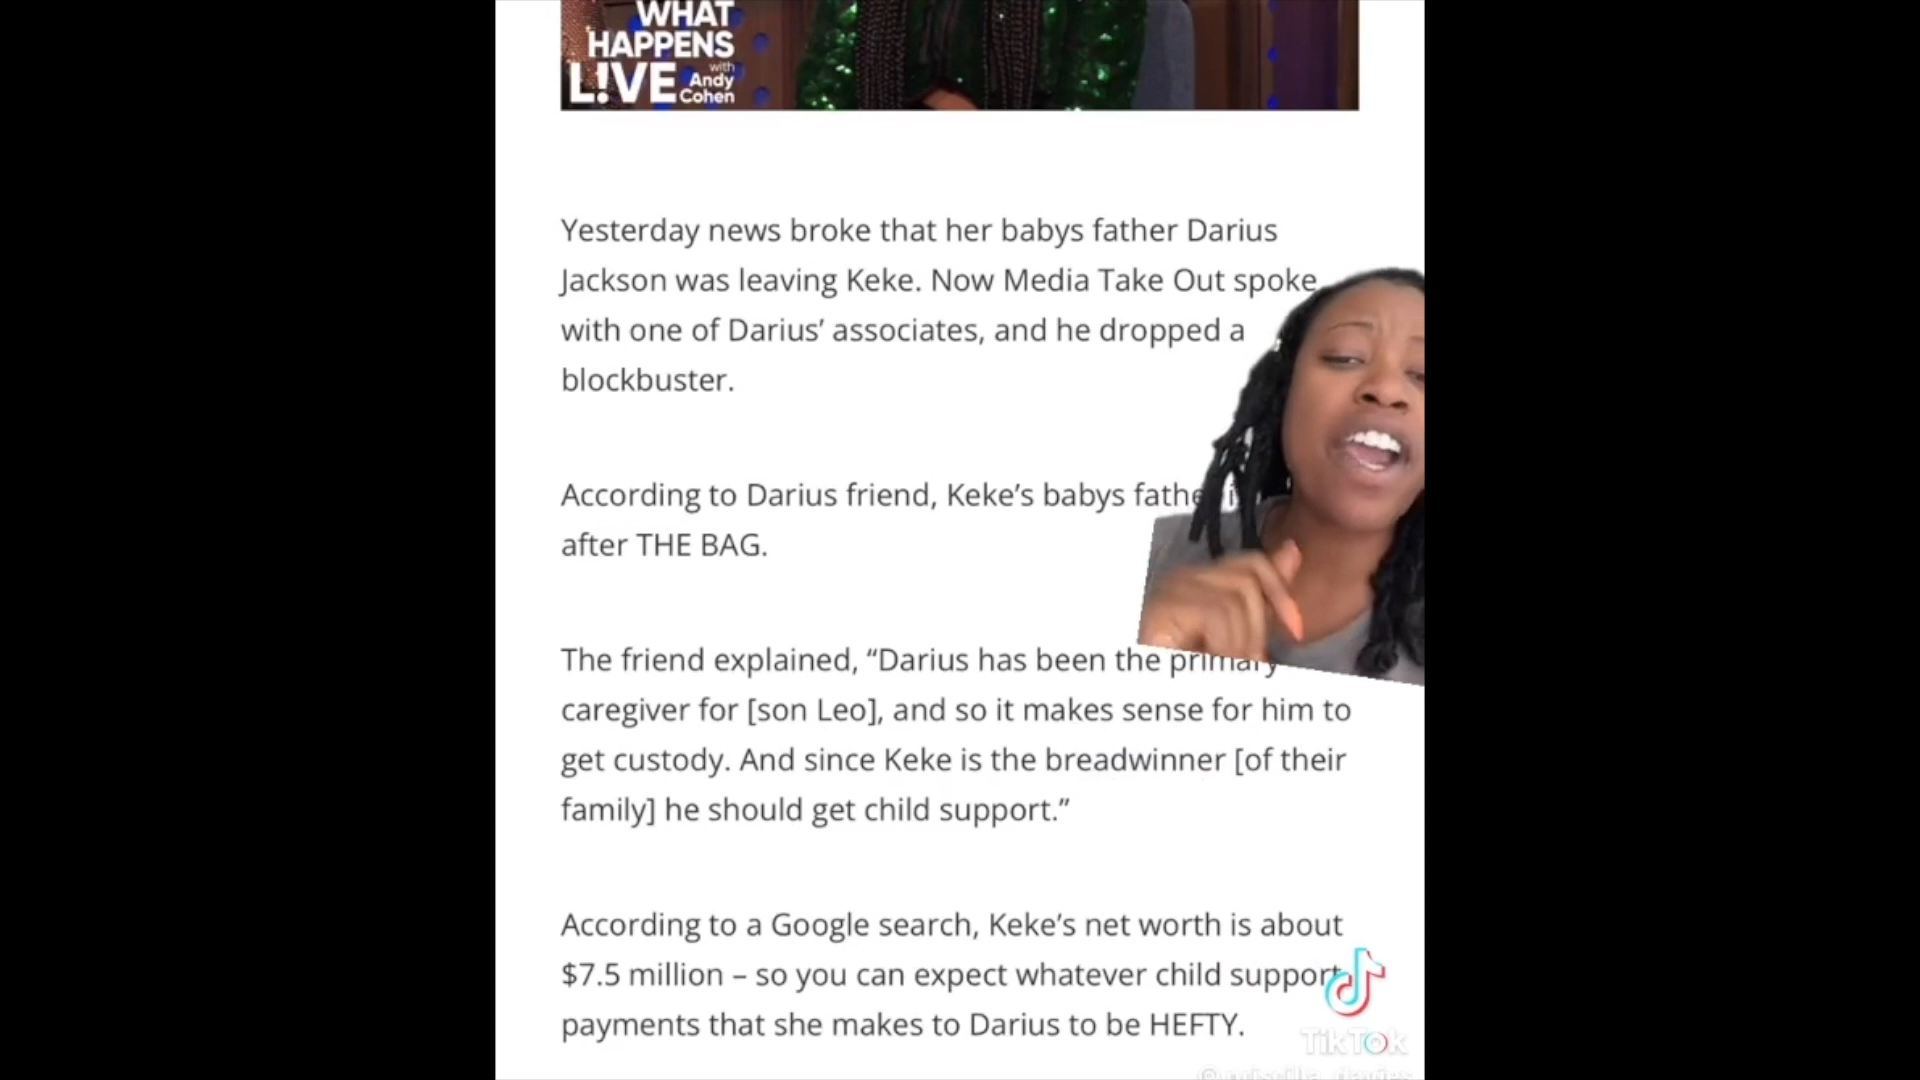 WHAT
HAPPENS
L!VE with
Andy
Cohen
Yesterday news broke that her babys father Darius
Jackson was leaving Keke. Now Media Take Out spoke
with one of Darius’ associates, and he dropped a
blockbuster.
According to Darius friend, Keke’s babys father
after THE BAG.
The friend explained, “Darius has been the primary
caregiver for [son Leo], and so it makes sense for him to
get custody. And since Keke is the breadwinner [of their
family] he should get child support.”
According to a Google search, Keke’s net worth is about
$7.5 million – so you can expect whatever child support
payments that she makes to Darius to be HEFTY.
TikTok